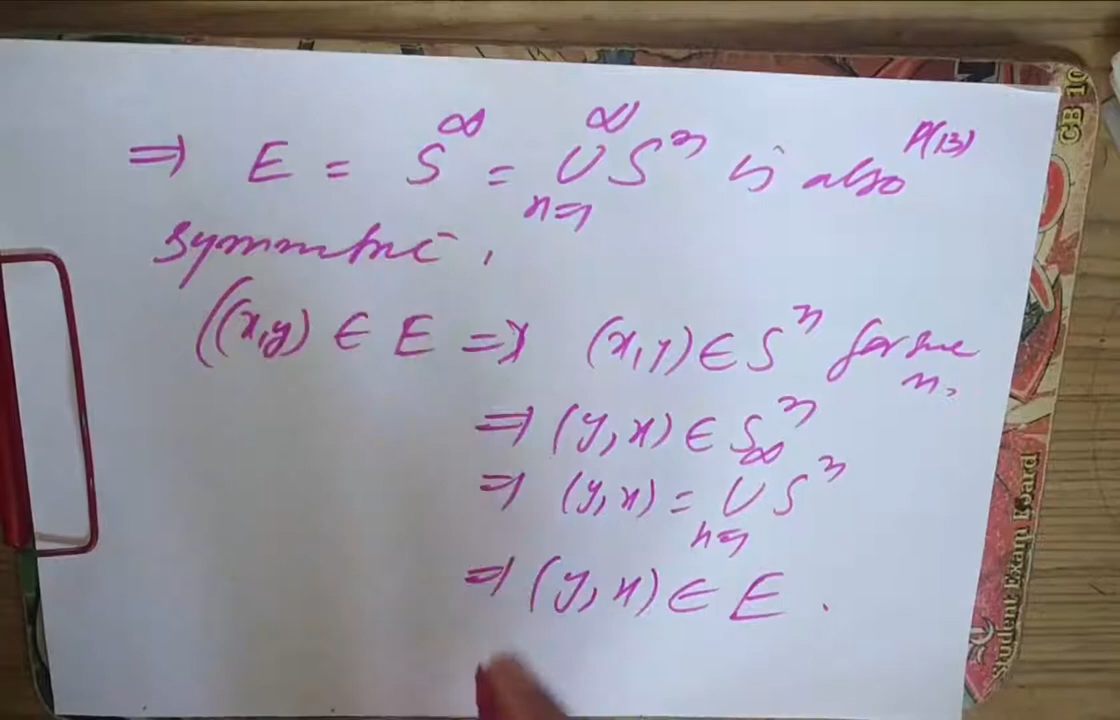 P(13)
⇒ E = S^∞ = ∪_{n=1}^∞ S^n is also
symmetric.
((x,y) ∈ E ⇒ (x,y) ∈ S^n for some n.
⇒ (y,x) ∈ S^n
⇒ (y,x) = ∪_{n=1}^∞ S^n
⇒ (y,x) ∈ E.
CB 10
Student Exam Board